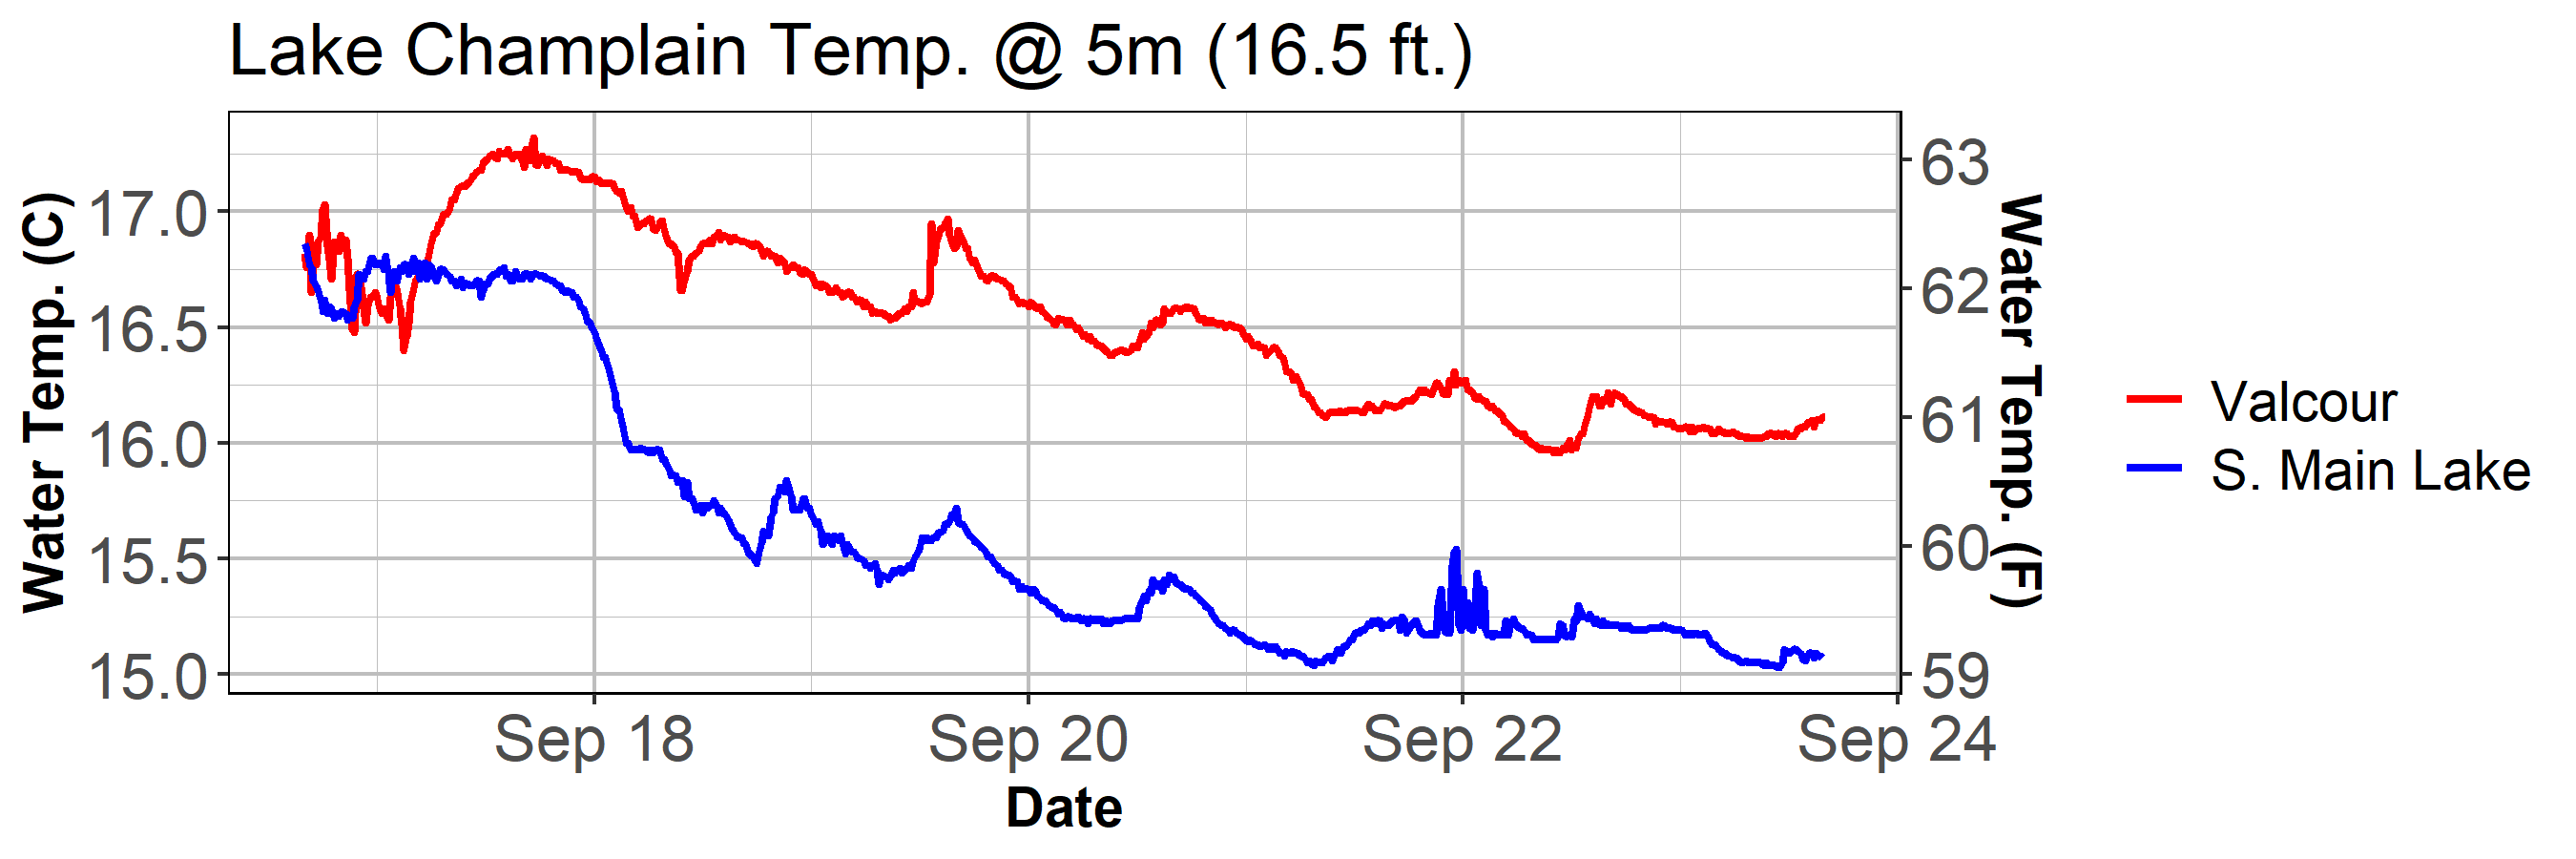 Lake Champlain Temp. @ 5m (16.5 ft.)
Water Temp. (C)
17.0
16.5
16.0
15.5
15.0
63
62
61
60
59
Water Temp. (F)
Sep 18
Sep 20
Sep 22
Sep 24
Date
Valcour
S. Main Lake